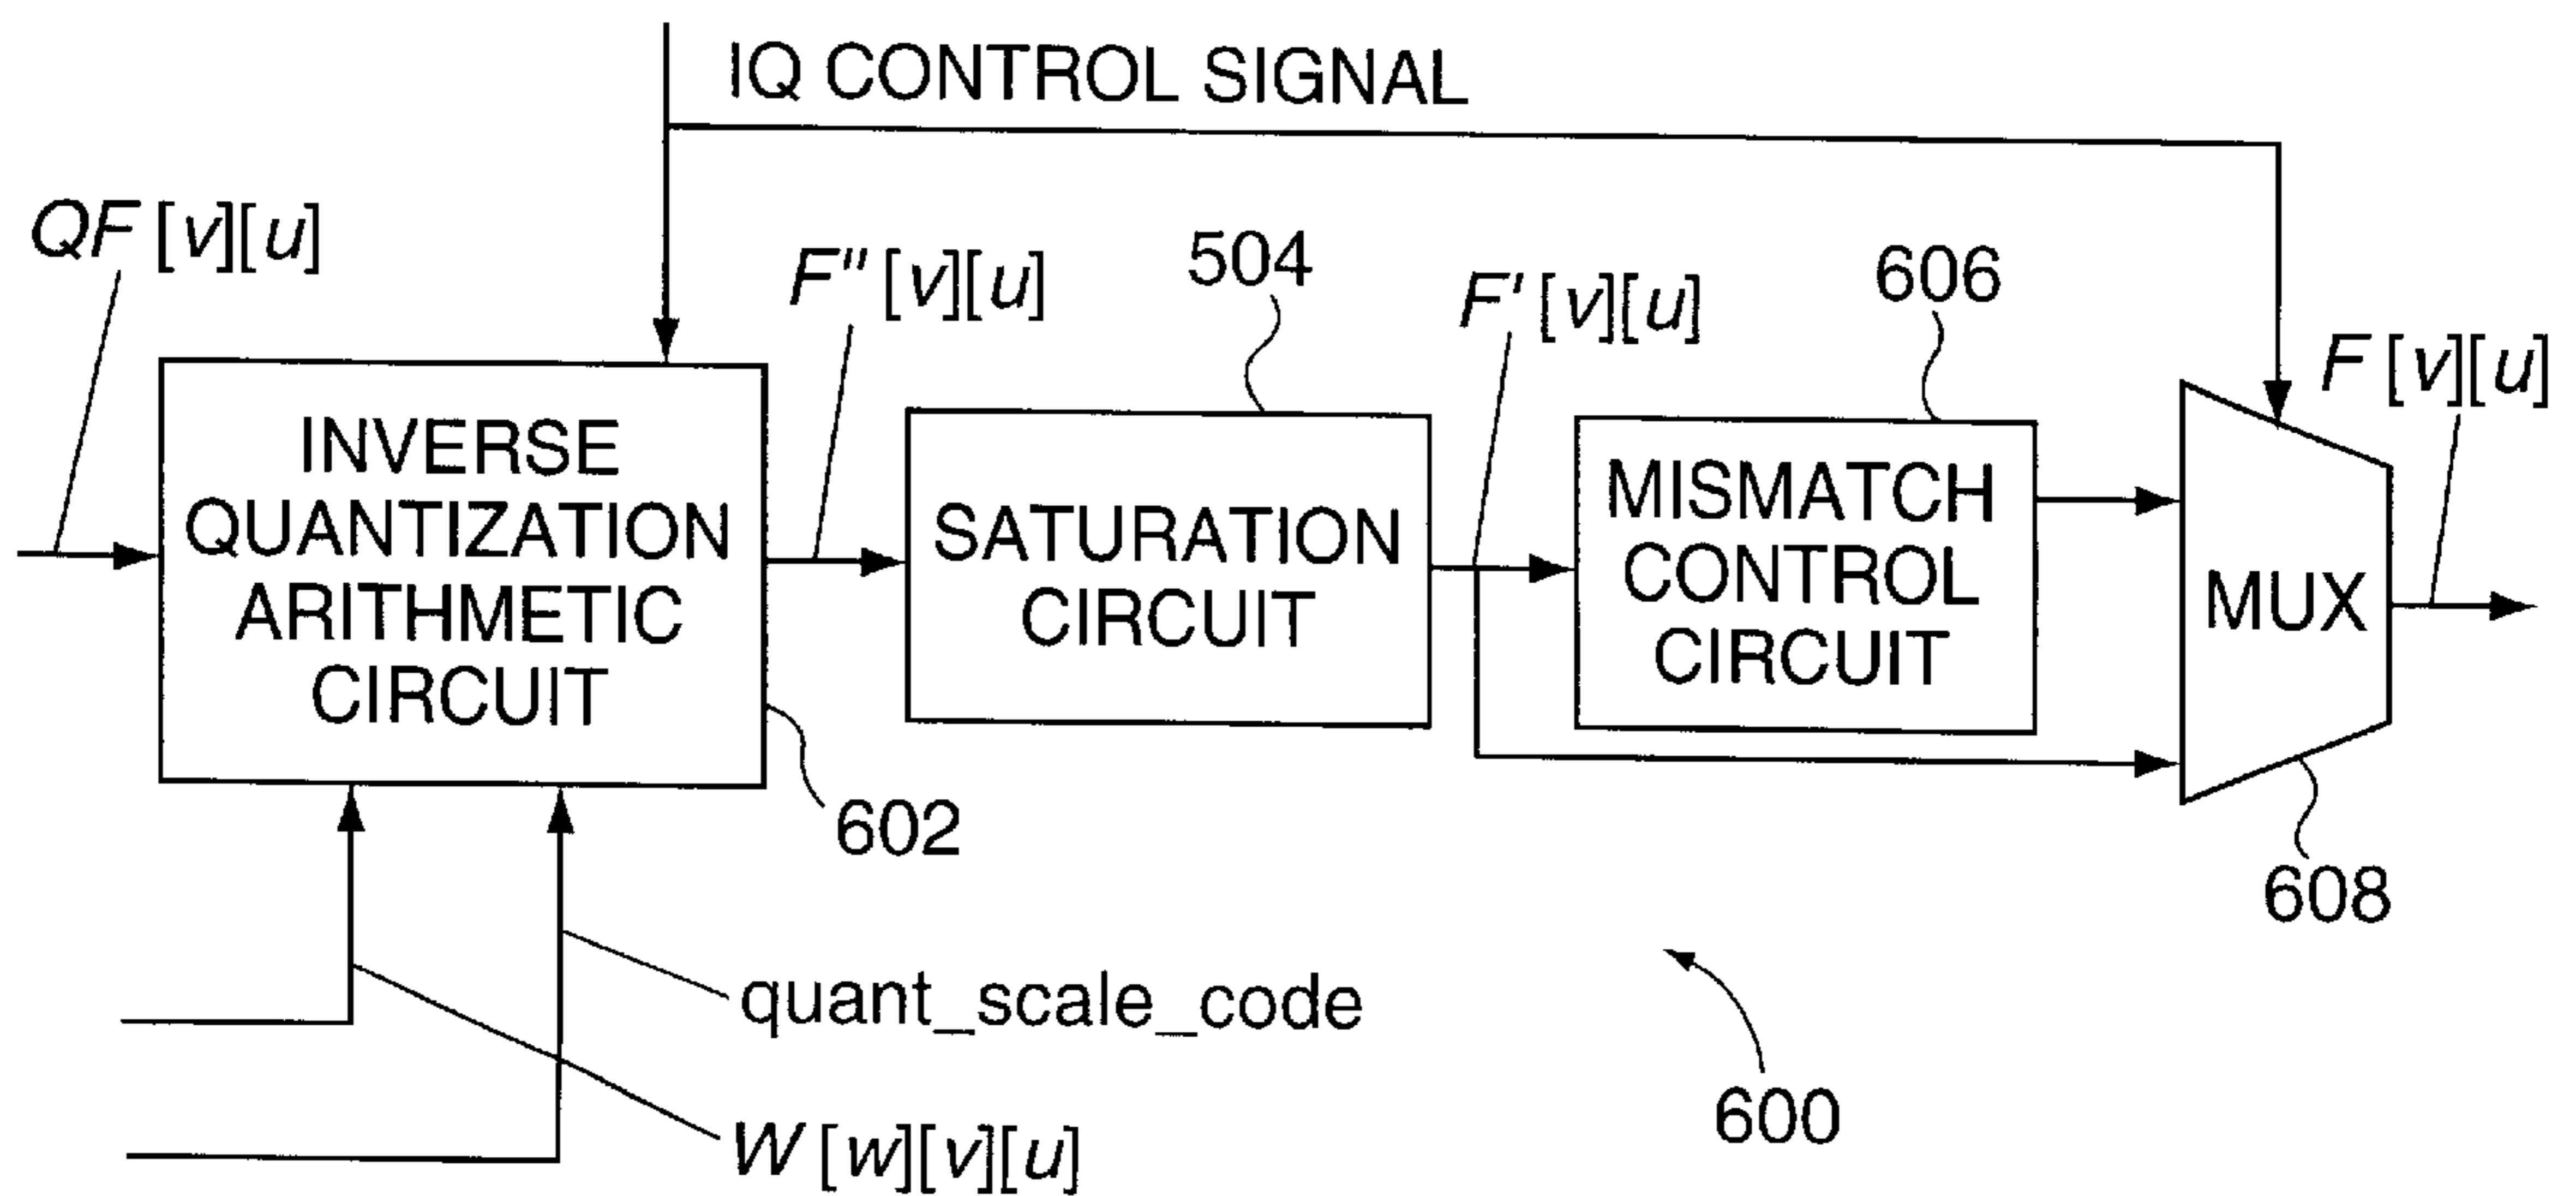 IQ CONTROL SIGNAL
QF [v][u]
F" [v][u]
504
F' [v][u]
606
F [v][u]
INVERSE
QUANTIZATION
ARITHMETIC
CIRCUIT
SATURATION
CIRCUIT
MISMATCH
CONTROL
CIRCUIT
MUX
602
608
quant_scale_code
W [w][v][u]
600